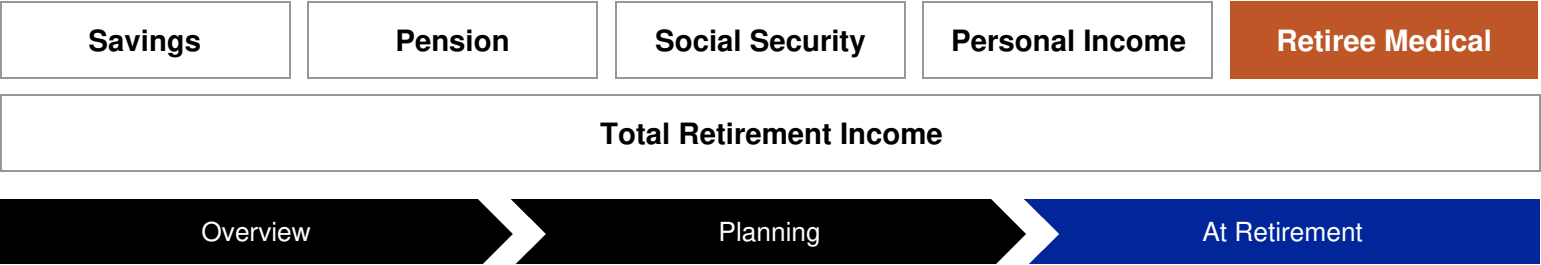 Savings Pension Social Security Personal Income Retiree Medical
Total Retirement Income
Overview Planning At Retirement